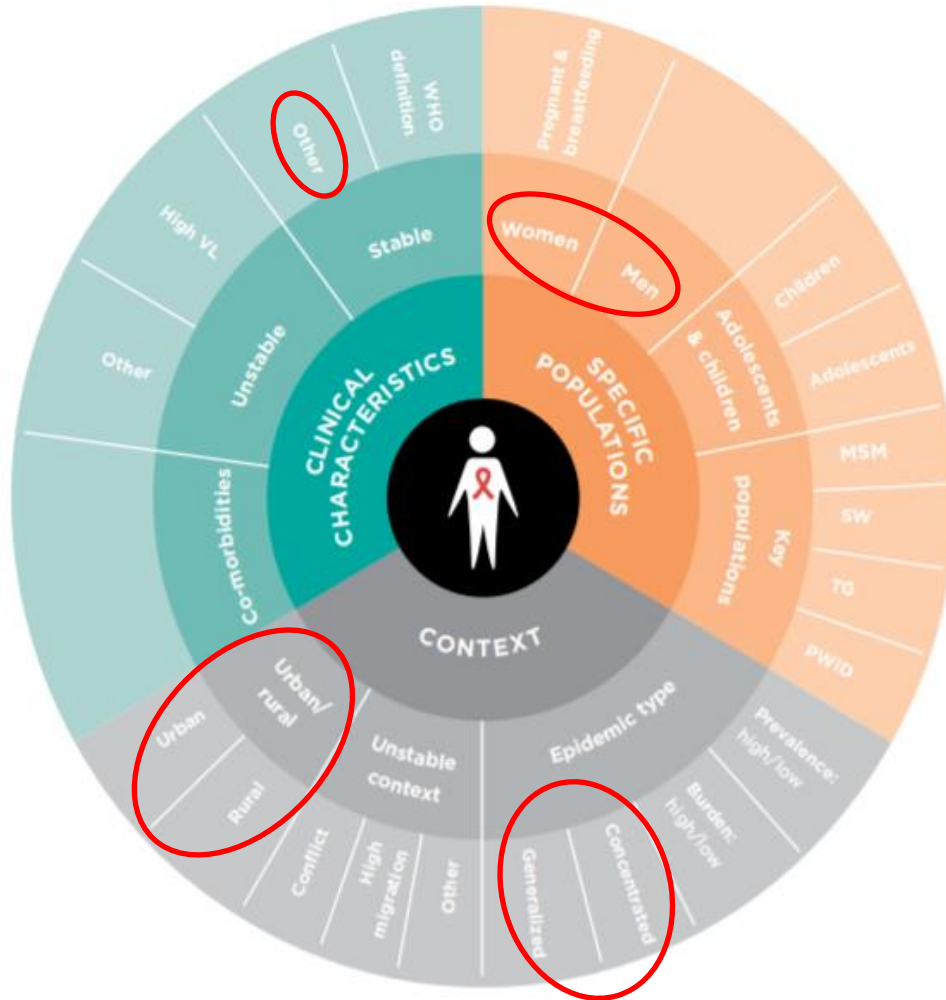 CLINICAL
CHARACTERISTICS
Stable
WHO
definition
Other
Unstable
High VL
Other
Co-morbidities
SPECIFIC
POPULATIONS
Women
Pregnant &
breastfeeding
Men
Adolescents
& children
Children
Adolescents
Key
populations
MSM
SW
TG
PWID
CONTEXT
Urban/
rural
Urban
Rural
Unstable
context
Conflict
High
migration
Other
Epidemic type
Generalized
Concentrated
Burden:
high/low
Prevalence:
high/low